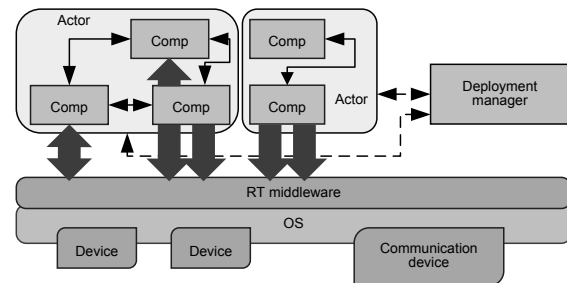 Actor
Comp
Comp
Comp
Comp
Comp
Actor
Deployment
manager
RT middleware
OS
Device
Device
Communication
device